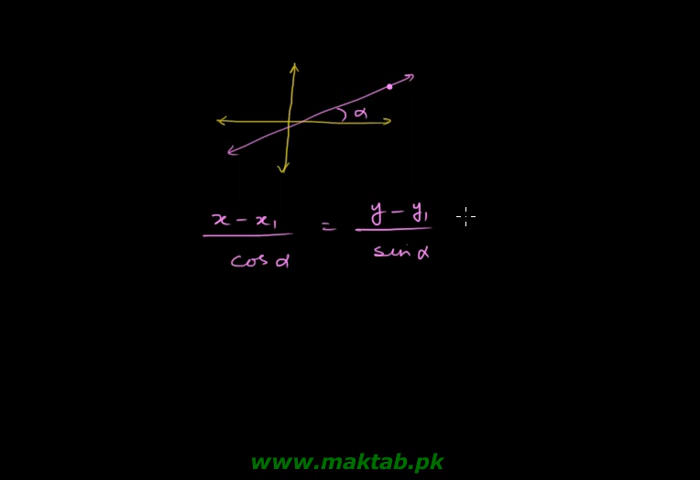 α
x - x₁ / cos α = y - y₁ / sin α
www.maktab.pk